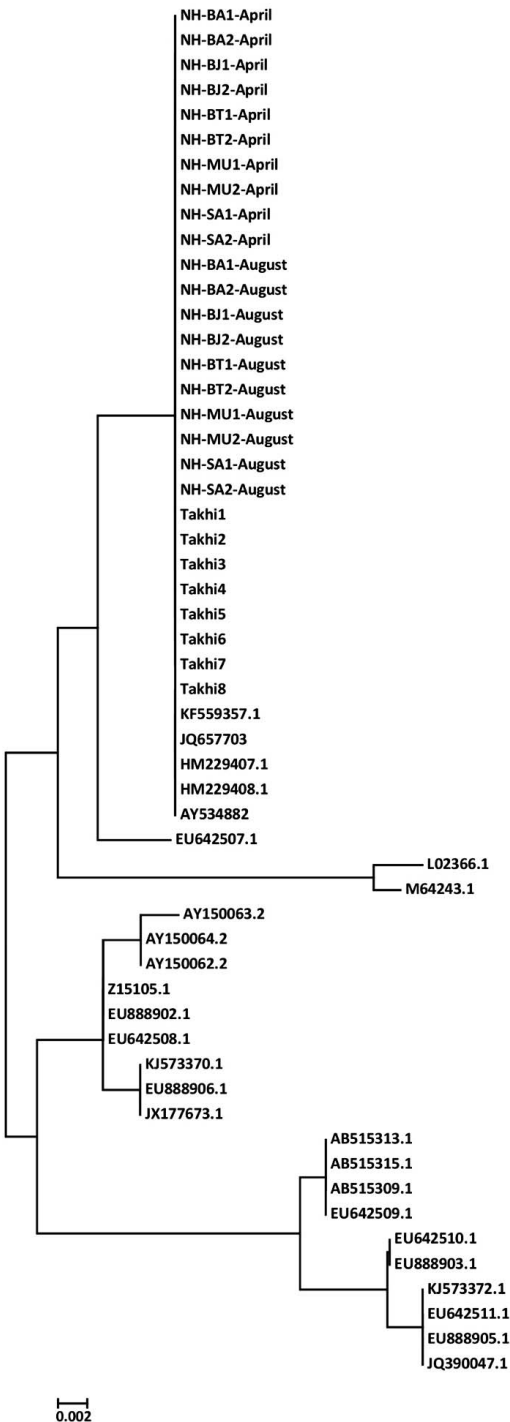 NH-BA1-April
NH-BA2-April
NH-BJ1-April
NH-BJ2-April
NH-BT1-April
NH-BT2-April
NH-MU1-April
NH-MU2-April
NH-SA1-April
NH-SA2-April
NH-BA1-August
NH-BA2-August
NH-BJ1-August
NH-BJ2-August
NH-BT1-August
NH-BT2-August
NH-MU1-August
NH-MU2-August
NH-SA1-August
NH-SA2-August
Takhi1
Takhi2
Takhi3
Takhi4
Takhi5
Takhi6
Takhi7
Takhi8
KF559357.1
JQ657703
HM229407.1
HM229408.1
AY534882
EU642507.1
L02366.1
M64243.1
AY150063.2
AY150064.2
AY150062.2
Z15105.1
EU888902.1
EU642508.1
KJ573370.1
EU888906.1
JX177673.1
AB515313.1
AB515315.1
AB515309.1
EU642509.1
EU642510.1
EU888903.1
KJ573372.1
EU642511.1
EU888905.1
JQ390047.1
0.002